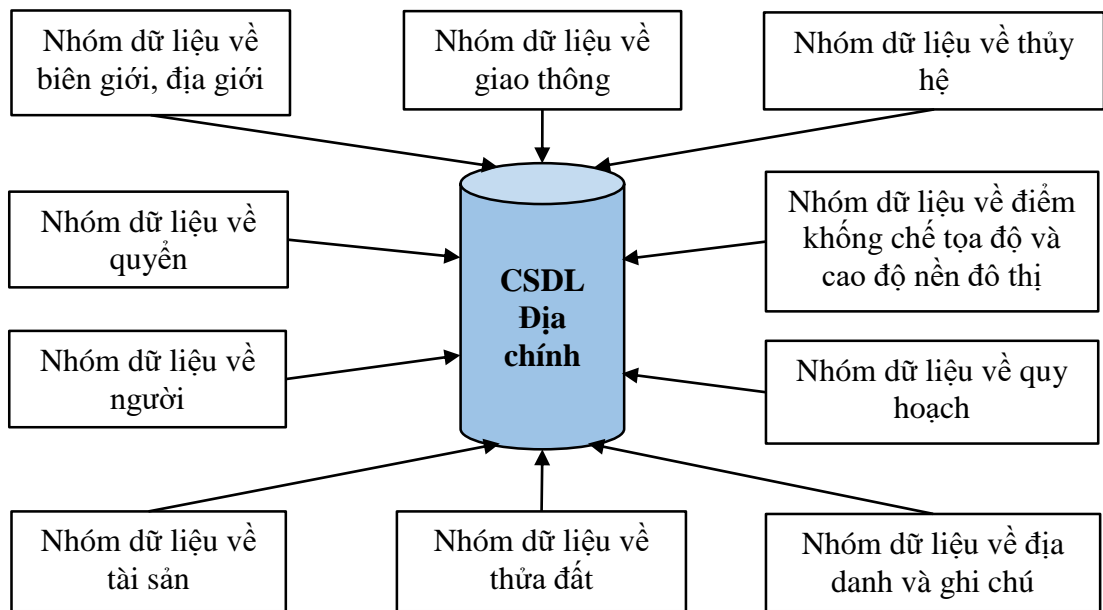 Nhóm dữ liệu về
biên giới, địa giới
Nhóm dữ liệu về
giao thông
Nhóm dữ liệu về thủy
hệ
Nhóm dữ liệu về
quyển
Nhóm dữ liệu về điểm
khống chế tọa độ và
cao độ nền đô thị
CSDL
Địa
chính
Nhóm dữ liệu về
người
Nhóm dữ liệu về quy
hoạch
Nhóm dữ liệu về
tài sản
Nhóm dữ liệu về
thửa đất
Nhóm dữ liệu về địa
danh và ghi chú